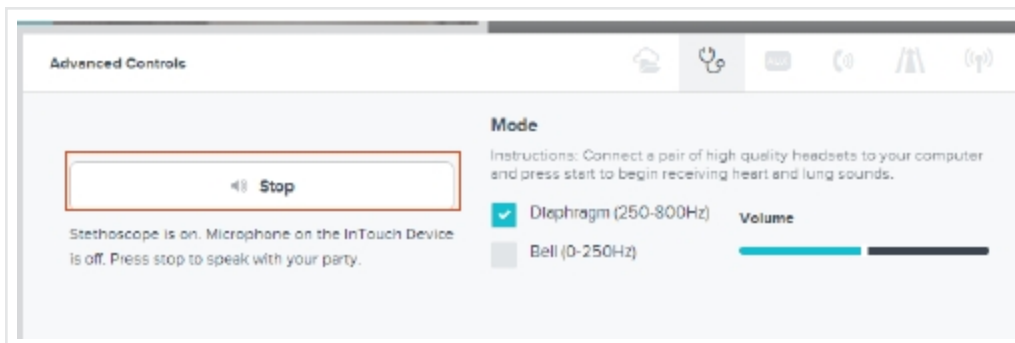 Advanced Controls
AUX
Stop
Stethoscope is on. Microphone on the InTouch Device
is off. Press stop to speak with your party.
Mode
Instructions: Connect a pair of high quality headsets to your computer
and press start to begin receiving heart and lung sounds.
Diaphragm (250-800Hz)
Bell (0-250Hz)
Volume